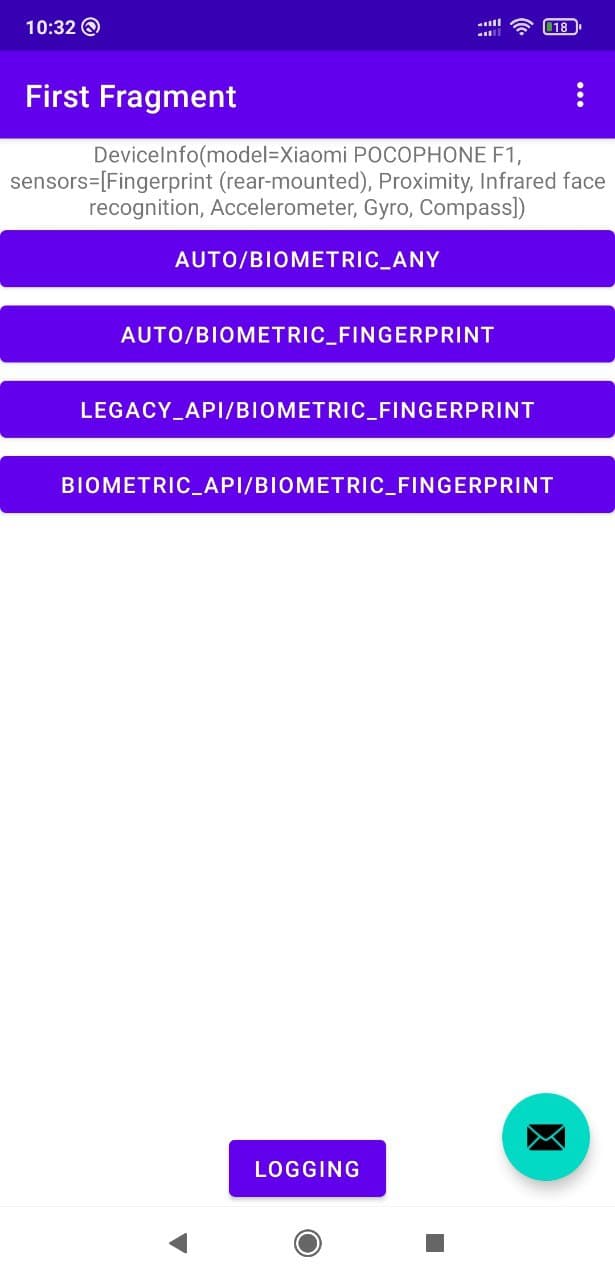 10:32
18
First Fragment
DeviceInfo(model=Xiaomi POCOPHONE F1,
sensors=[Fingerprint (rear-mounted), Proximity, Infrared face
recognition, Accelerometer, Gyro, Compass])
AUTO/BIOMETRIC_ANY
AUTO/BIOMETRIC_FINGERPRINT
LEGACY_API/BIOMETRIC_FINGERPRINT
BIOMETRIC_API/BIOMETRIC_FINGERPRINT
LOGGING